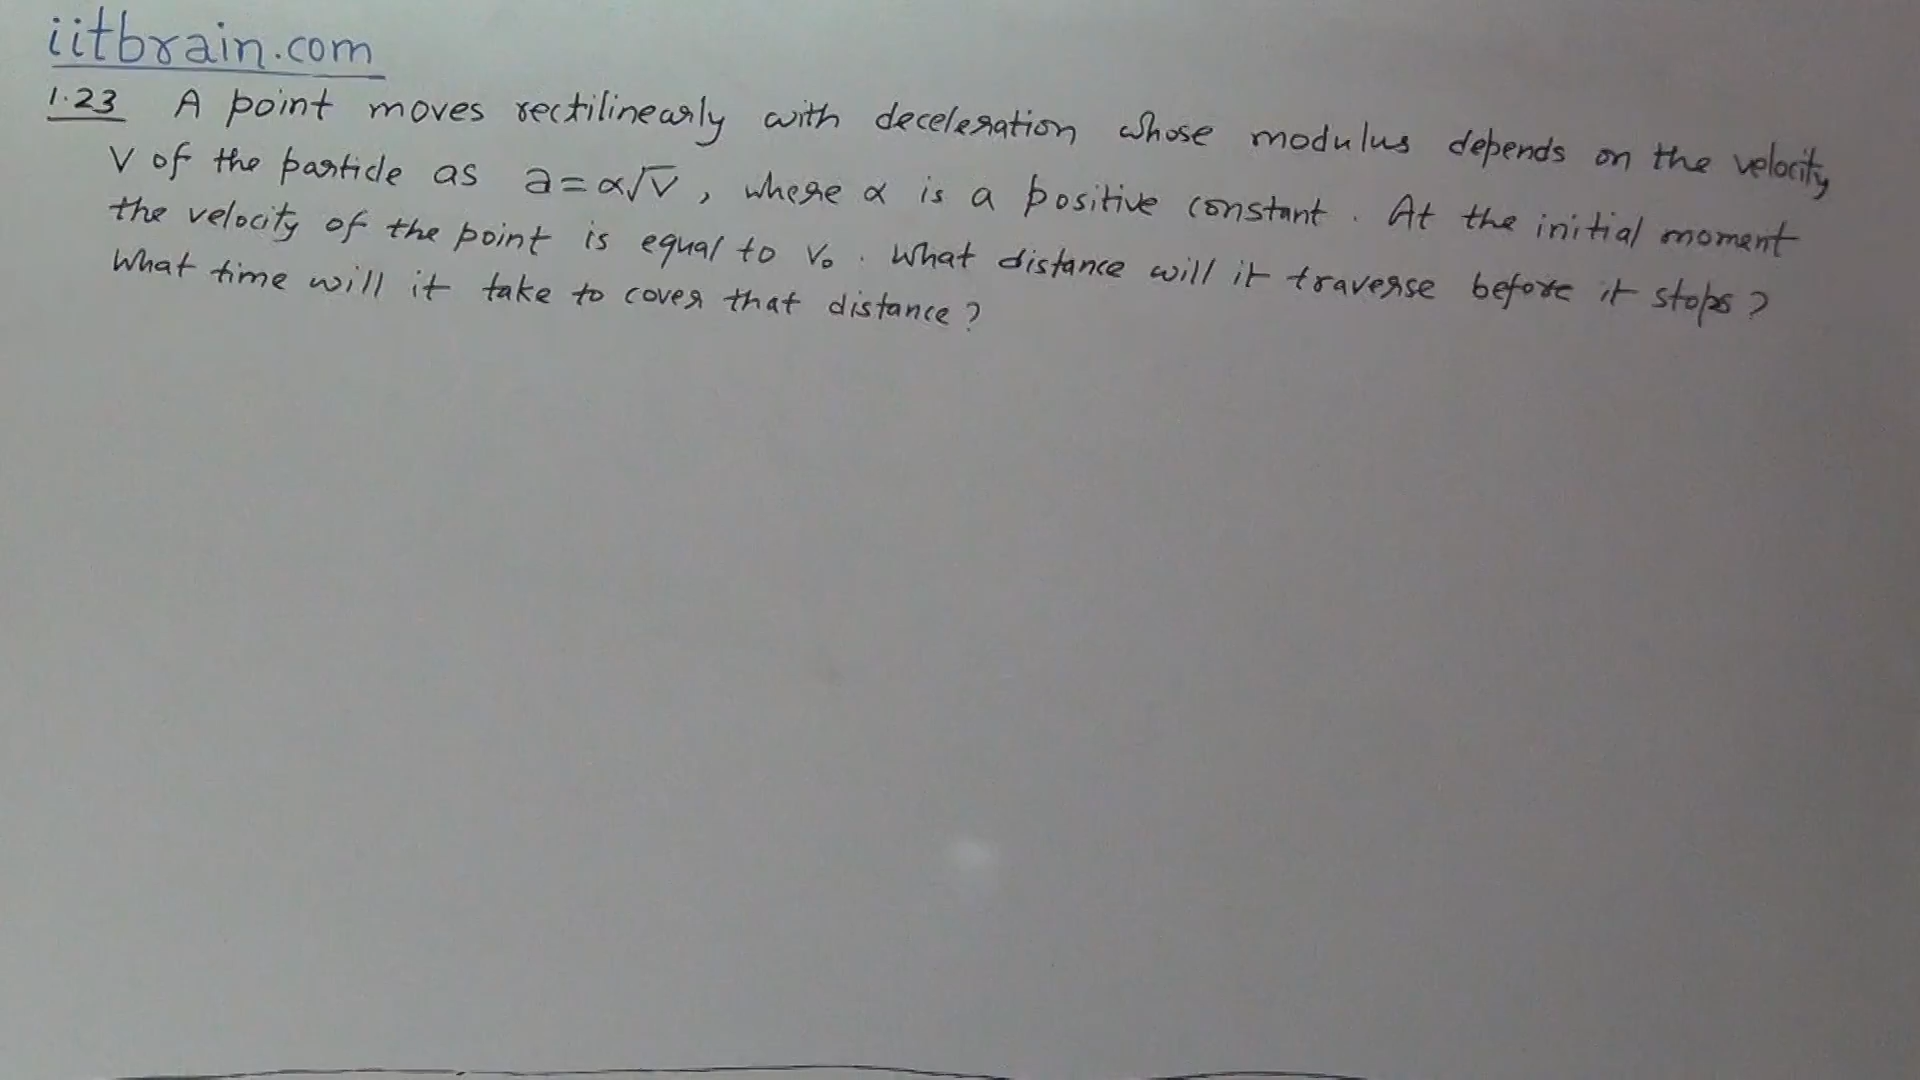 iitbrain.com
1.23 A point moves rectilinearly with deceleration whose modulus depends on the velocity
V of the particle as a=α√V, where α is a positive constant. At the initial moment
the velocity of the point is equal to V₀. What distance will it traverse before it stops?
What time will it take to cover that distance?